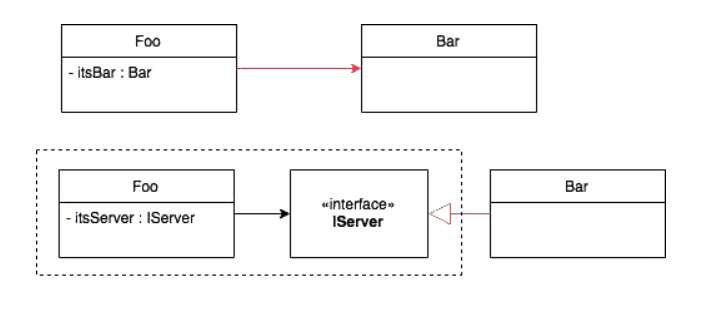 Foo
Bar
- itsBar : Bar
Foo
«interface»
IServer
Bar
- itsServer : IServer